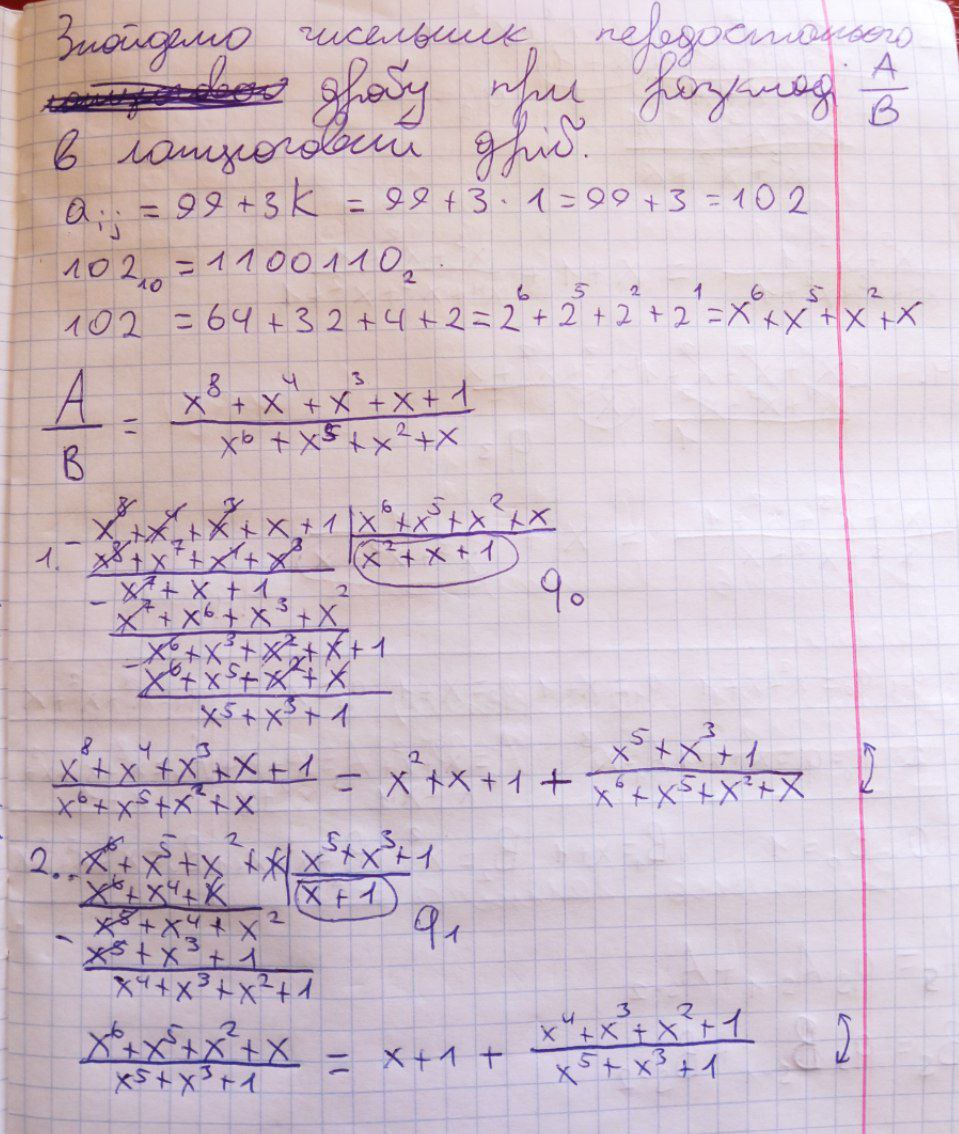 Знайдемо чисельник передостанього
дробу при розкладі A/B
в ланцюговий дріб.
a_ij = 99 + 3k = 99 + 3 · 1 = 99 + 3 = 102
102₁₀ = 1100110₂.
102 = 64 + 32 + 4 + 2 = 2⁶ + 2⁵ + 2² + 2¹ = x⁶ + x⁵ + x² + x
A/B = (x⁸ + x⁴ + x³ + x + 1)/(x⁶ + x⁵ + x² + x)
1. - x⁸ + x⁴ + x³ + x + 1 | x⁶ + x⁵ + x² + x
x⁸ + x⁷ + x⁴ + x³ | x² + x + 1
- x⁷ + x + 1 q₀
x⁷ + x⁶ + x³ + x²
- x⁶ + x³ + x² + x + 1
x⁶ + x⁵ + x² + x
x⁵ + x³ + 1
(x⁸ + x⁴ + x³ + x + 1)/(x⁶ + x⁵ + x² + x) = x² + x + 1 + (x⁵ + x³ + 1)/(x⁶ + x⁵ + x² + x)
2. - x⁶ + x⁵ + x² + x | x⁵ + x³ + 1
x⁶ + x⁴ + x | x + 1
- x⁵ + x⁴ + x² q₁
x⁵ + x³ + 1
x⁴ + x³ + x² + 1
(x⁶ + x⁵ + x² + x)/(x⁵ + x³ + 1) = x + 1 + (x⁴ + x³ + x² + 1)/(x⁵ + x³ + 1)